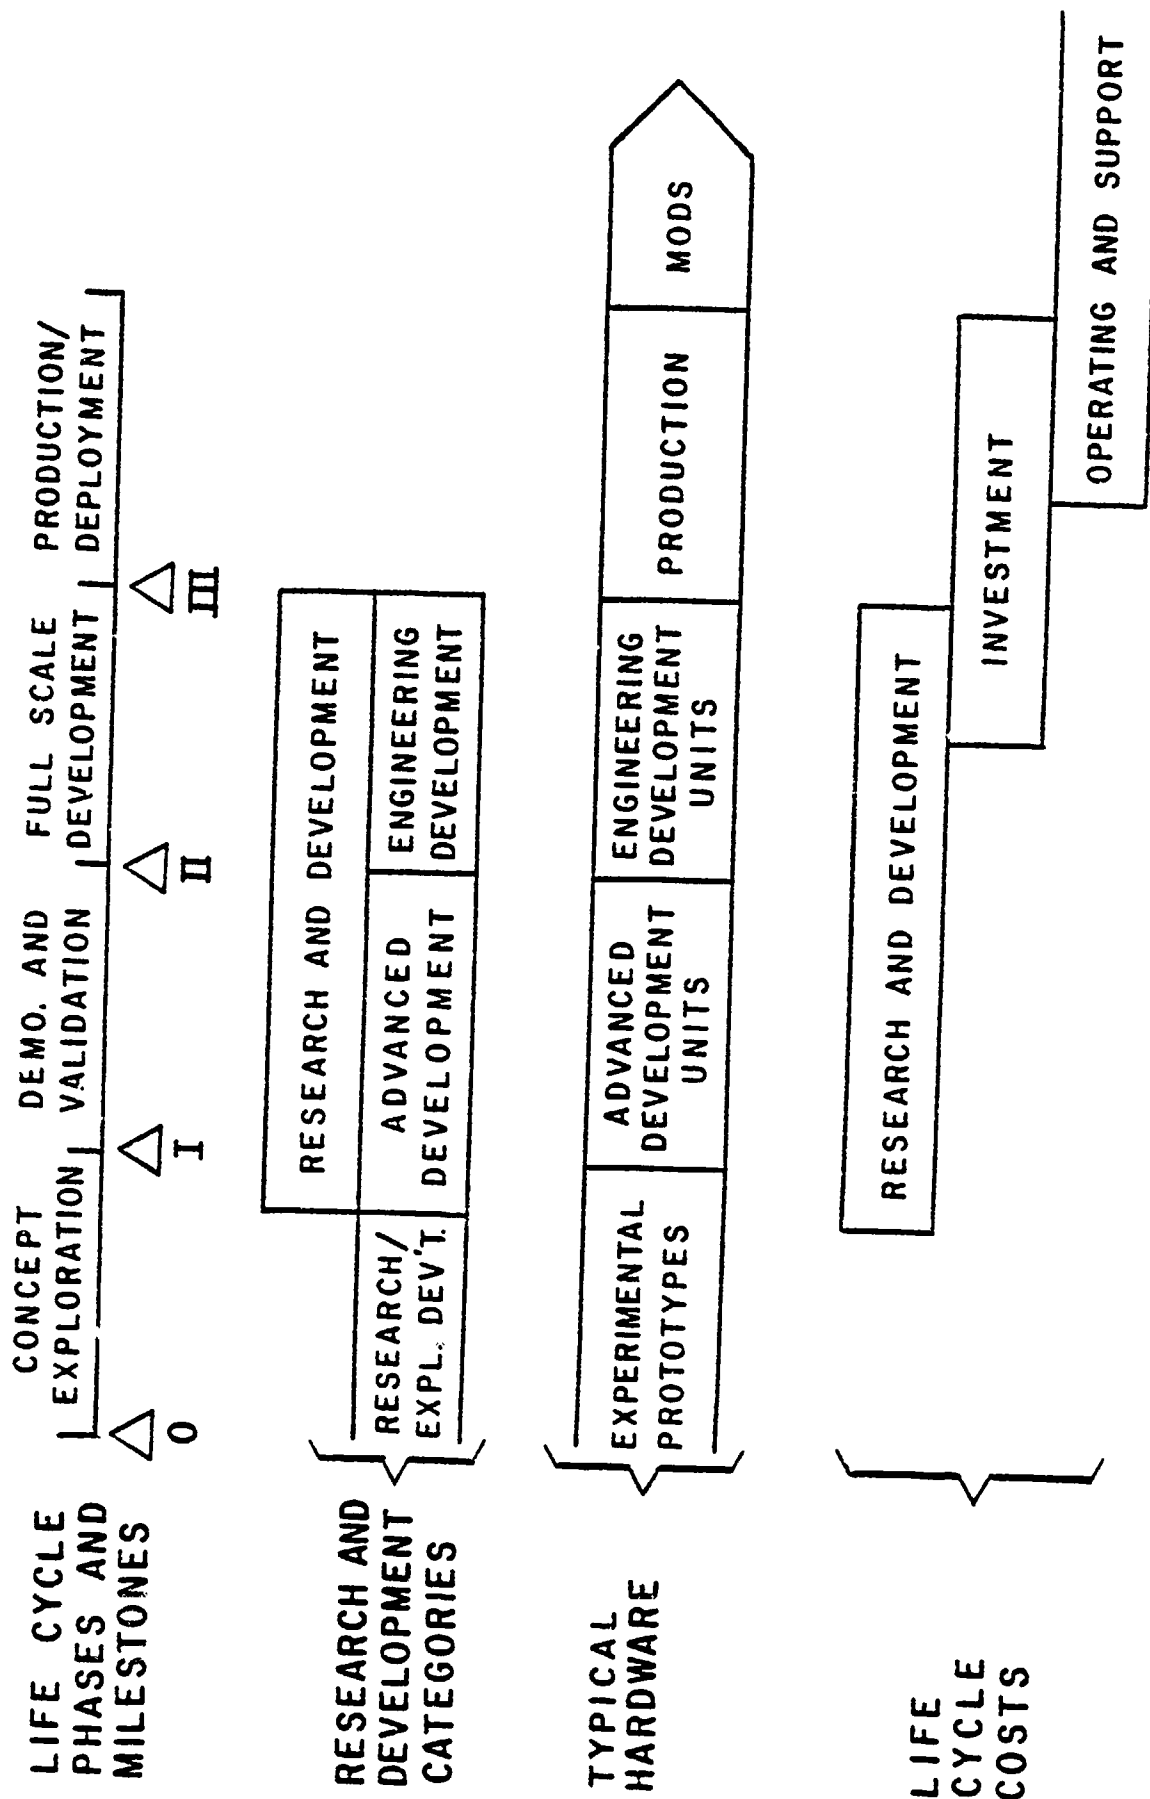 LIFE CYCLE
PHASES AND
MILESTONES
CONCEPT
EXPLORATION
DEMO. AND
VALIDATION
FULL SCALE
DEVELOPMENT
PRODUCTION/
DEPLOYMENT
0
I
II
III
RESEARCH AND
DEVELOPMENT
CATEGORIES
RESEARCH AND DEVELOPMENT
RESEARCH/
EXPL. DEV'T.
ADVANCED
DEVELOPMENT
ENGINEERING
DEVELOPMENT
TYPICAL
HARDWARE
EXPERIMENTAL
PROTOTYPES
ADVANCED
DEVELOPMENT
UNITS
ENGINEERING
DEVELOPMENT
UNITS
PRODUCTION
MODS
LIFE
CYCLE
COSTS
RESEARCH AND DEVELOPMENT
INVESTMENT
OPERATING AND SUPPORT